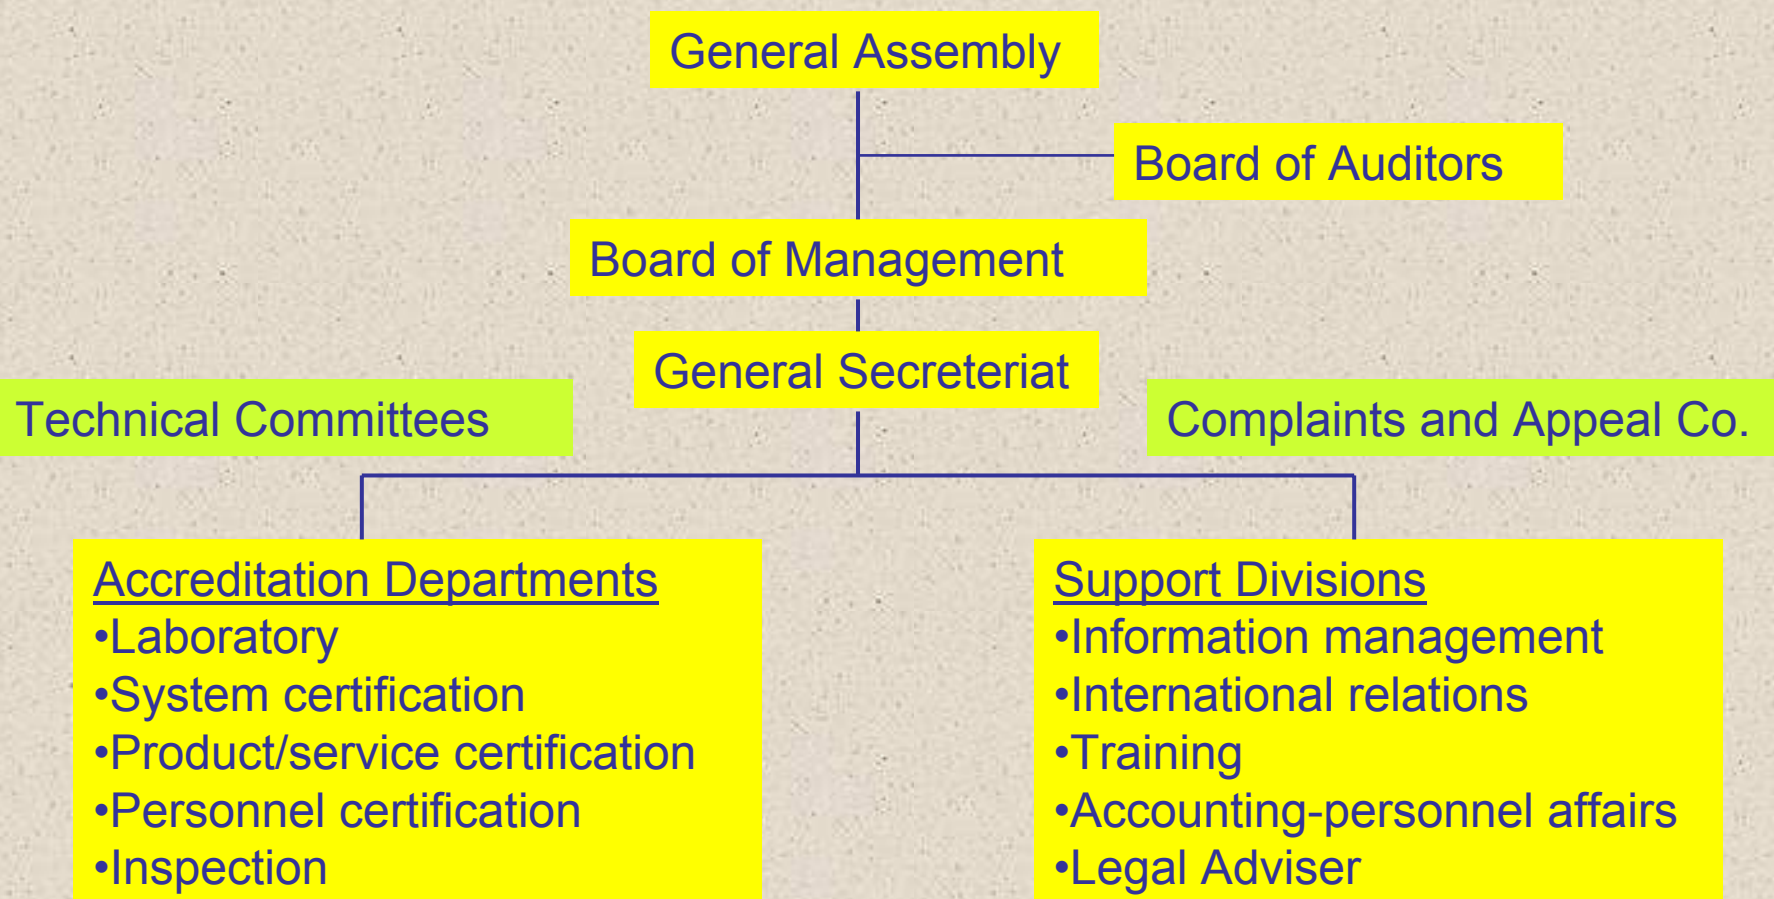 General Assembly
Board of Auditors
Board of Management
General Secreteriat
Technical Committees
Complaints and Appeal Co.
Accreditation Departments
•Laboratory
•System certification
•Product/service certification
•Personnel certification
•Inspection
Support Divisions
•Information management
•International relations
•Training
•Accounting-personnel affairs
•Legal Adviser